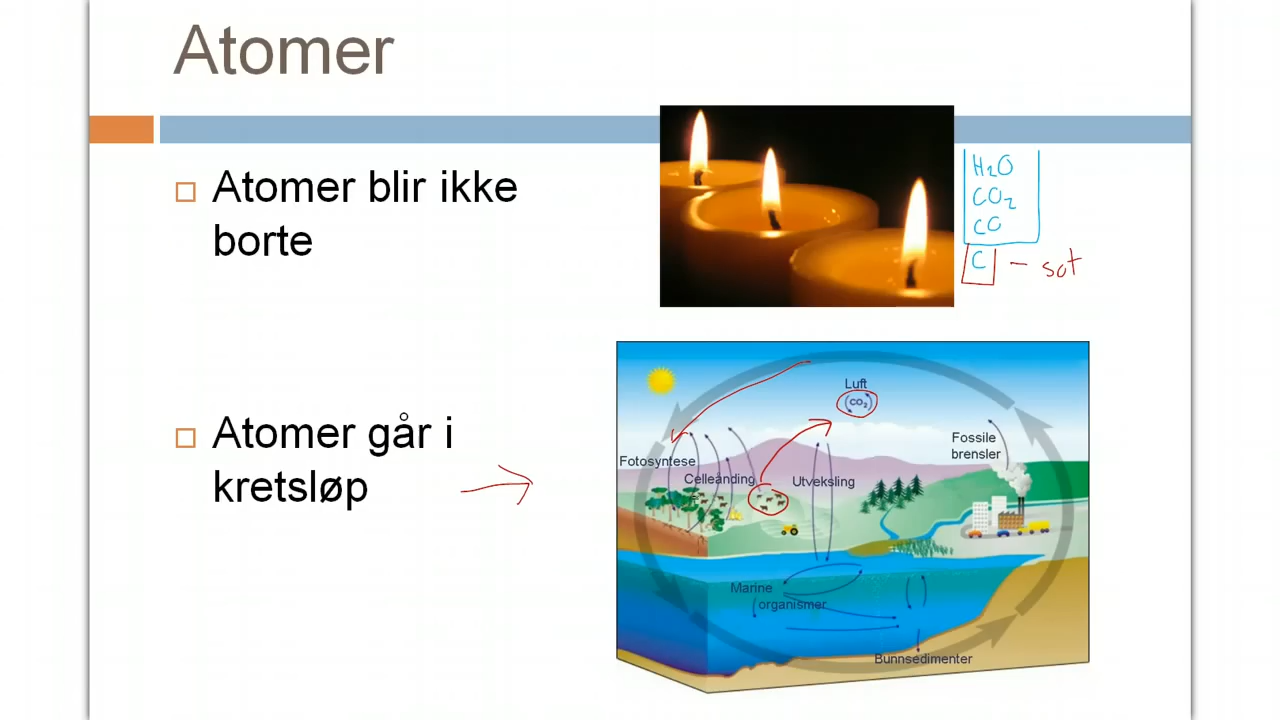 Atomer
Atomer blir ikke
borte
H₂O
CO₂
CO
C – sot
Atomer går i
kretsløp
Luft
(CO₂)
Fossile
brensler
Fotosyntese
Celleånding
Utveksling
Marine
organismer
Bunnsedimenter